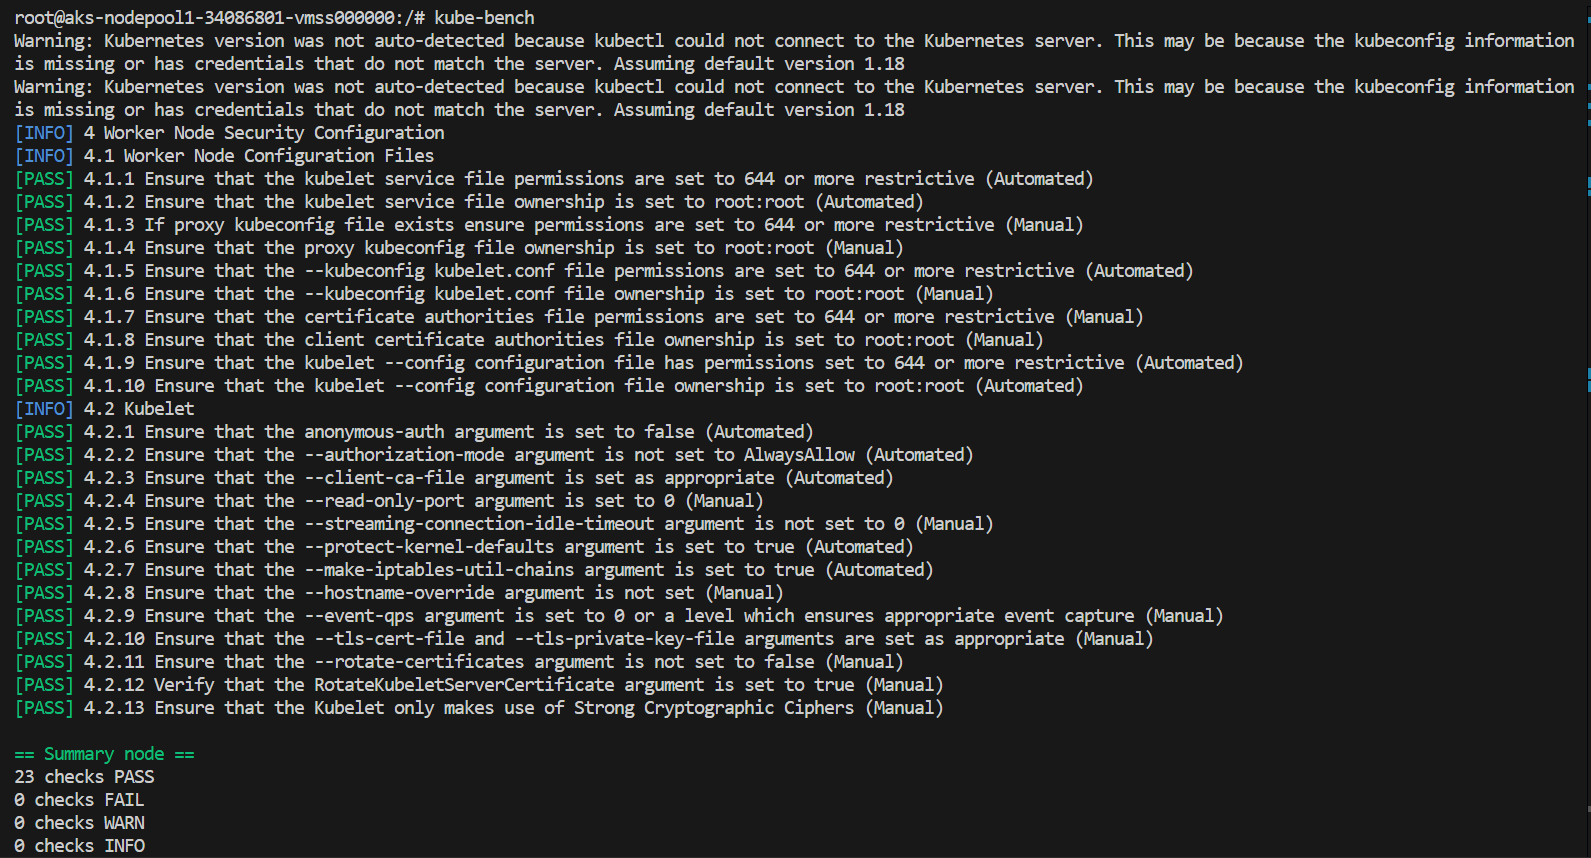 root@aks-nodepool1-34086801-vmss000000:/# kube-bench
Warning: Kubernetes version was not auto-detected because kubectl could not connect to the Kubernetes server. This may be because the kubeconfig information
is missing or has credentials that do not match the server. Assuming default version 1.18
Warning: Kubernetes version was not auto-detected because kubectl could not connect to the Kubernetes server. This may be because the kubeconfig information
is missing or has credentials that do not match the server. Assuming default version 1.18
[INFO] 4 Worker Node Security Configuration
[INFO] 4.1 Worker Node Configuration Files
[PASS] 4.1.1 Ensure that the kubelet service file permissions are set to 644 or more restrictive (Automated)
[PASS] 4.1.2 Ensure that the kubelet service file ownership is set to root:root (Automated)
[PASS] 4.1.3 If proxy kubeconfig file exists ensure permissions are set to 644 or more restrictive (Manual)
[PASS] 4.1.4 Ensure that the proxy kubeconfig file ownership is set to root:root (Manual)
[PASS] 4.1.5 Ensure that the --kubeconfig kubelet.conf file permissions are set to 644 or more restrictive (Automated)
[PASS] 4.1.6 Ensure that the --kubeconfig kubelet.conf file ownership is set to root:root (Manual)
[PASS] 4.1.7 Ensure that the certificate authorities file permissions are set to 644 or more restrictive (Manual)
[PASS] 4.1.8 Ensure that the client certificate authorities file ownership is set to root:root (Manual)
[PASS] 4.1.9 Ensure that the kubelet --config configuration file has permissions set to 644 or more restrictive (Automated)
[PASS] 4.1.10 Ensure that the kubelet --config configuration file ownership is set to root:root (Automated)
[INFO] 4.2 Kubelet
[PASS] 4.2.1 Ensure that the anonymous-auth argument is set to false (Automated)
[PASS] 4.2.2 Ensure that the --authorization-mode argument is not set to AlwaysAllow (Automated)
[PASS] 4.2.3 Ensure that the --client-ca-file argument is set as appropriate (Automated)
[PASS] 4.2.4 Ensure that the --read-only-port argument is set to 0 (Manual)
[PASS] 4.2.5 Ensure that the --streaming-connection-idle-timeout argument is not set to 0 (Manual)
[PASS] 4.2.6 Ensure that the --protect-kernel-defaults argument is set to true (Automated)
[PASS] 4.2.7 Ensure that the --make-iptables-util-chains argument is set to true (Automated)
[PASS] 4.2.8 Ensure that the --hostname-override argument is not set (Manual)
[PASS] 4.2.9 Ensure that the --event-qps argument is set to 0 or a level which ensures appropriate event capture (Manual)
[PASS] 4.2.10 Ensure that the --tls-cert-file and --tls-private-key-file arguments are set as appropriate (Manual)
[PASS] 4.2.11 Ensure that the --rotate-certificates argument is not set to false (Manual)
[PASS] 4.2.12 Verify that the RotateKubeletServerCertificate argument is set to true (Manual)
[PASS] 4.2.13 Ensure that the Kubelet only makes use of Strong Cryptographic Ciphers (Manual)
== Summary node ==
23 checks PASS
0 checks FAIL
0 checks WARN
0 checks INFO